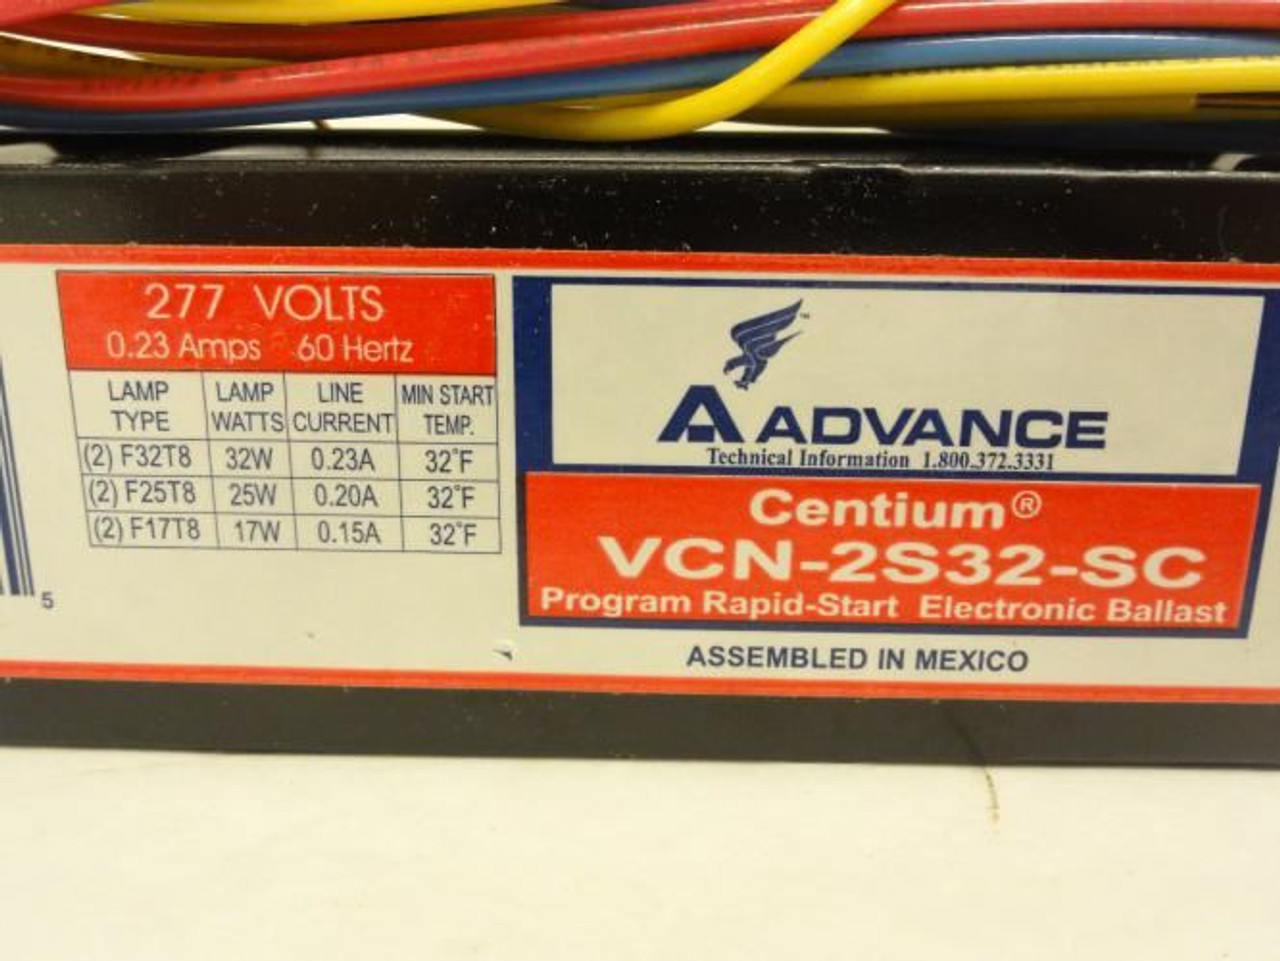 277 VOLTS
0.23 Amps 60 Hertz
LAMP TYPE LAMP WATTS LINE CURRENT MIN START TEMP.
(2) F32T8 32W 0.23A 32°F
(2) F25T8 25W 0.20A 32°F
(2) F17T8 17W 0.15A 32°F
5
™
ADVANCE
Technical Information 1.800.372.3331
Centium®
VCN-2S32-SC
Program Rapid-Start Electronic Ballast
ASSEMBLED IN MEXICO